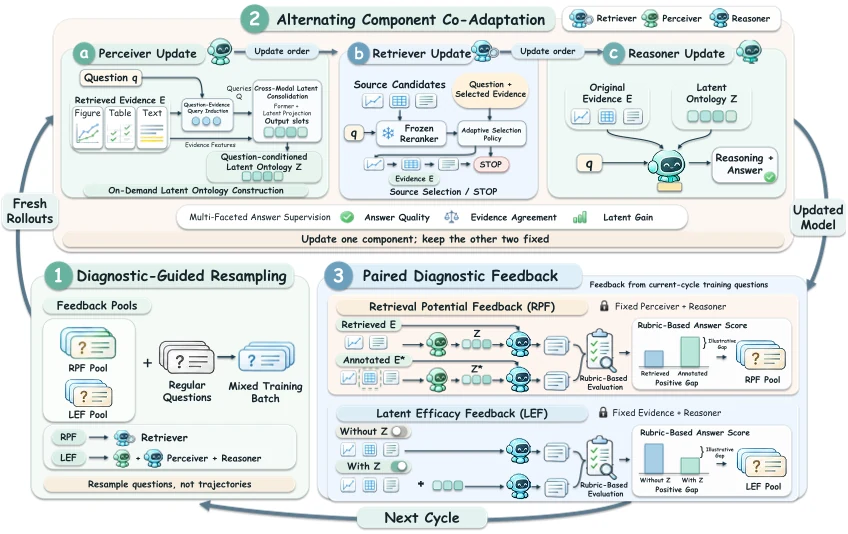 2 Alternating Component Co-Adaptation
Retriever Perceiver Reasoner
a Perceiver Update
Update order
b Retriever Update
Update order
c Reasoner Update
Question q
Queries Q
Retrieved Evidence E
Figure Table Text
Question-Evidence
Query Induction
Cross-Modal Latent
Consolidation
Former +
Latent Projection
Output slots
Evidence Features
Question-conditioned
Latent Ontology Z
On-Demand Latent Ontology Construction
Source Candidates
Question +
Selected Evidence
q
Frozen
Reranker
Adaptive Selection
Policy
STOP
Evidence E
Source Selection / STOP
Original
Evidence E
Latent
Ontology Z
q
Reasoning +
Answer
Multi-Faceted Answer Supervision Answer Quality Evidence Agreement Latent Gain
Update one component; keep the other two fixed
Fresh
Rollouts
Updated
Model
1 Diagnostic-Guided Resampling
Feedback Pools
RPF Pool
LEF Pool
+
Regular
Questions
Mixed Training
Batch
RPF Retriever
LEF + Perceiver + Reasoner
Resample questions, not trajectories
3 Paired Diagnostic Feedback
Feedback from current-cycle training questions
Retrieval Potential Feedback (RPF)
Fixed Perceiver + Reasoner
Retrieved E
Z
Annotated E*
Z*
Rubric-Based
Evaluation
Rubric-Based Answer Score
Illustrative
Gap
Retrieved Annotated
Positive Gap
RPF Pool
Latent Efficacy Feedback (LEF)
Fixed Evidence + Reasoner
Without Z
With Z
+
Rubric-Based
Evaluation
Rubric-Based Answer Score
Illustrative
Gap
Without Z With Z
Positive Gap
LEF Pool
Next Cycle